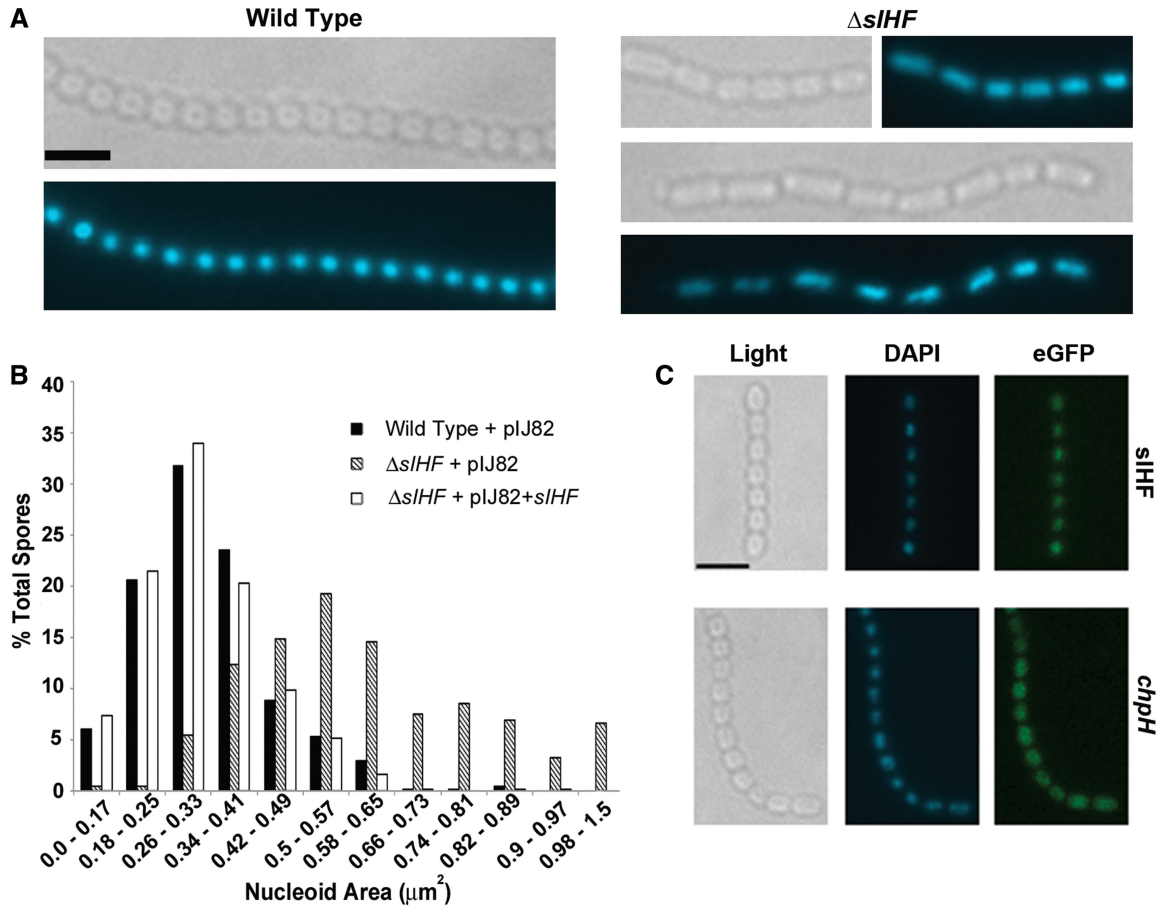 A
Wild Type
ΔsIHF
B
40
35
30
25
20
15
10
5
0
% Total Spores
Wild Type + pIJ82
ΔsIHF + pIJ82
ΔsIHF + pIJ82+sIHF
0.0 - 0.17
0.18 - 0.25
0.26 - 0.33
0.34 - 0.41
0.42 - 0.49
0.5 - 0.57
0.58 - 0.65
0.66 - 0.73
0.74 - 0.81
0.82 - 0.89
0.9 - 0.97
0.98 - 1.5
Nucleoid Area (μm²)
C
Light
DAPI
eGFP
sIHF
chpH